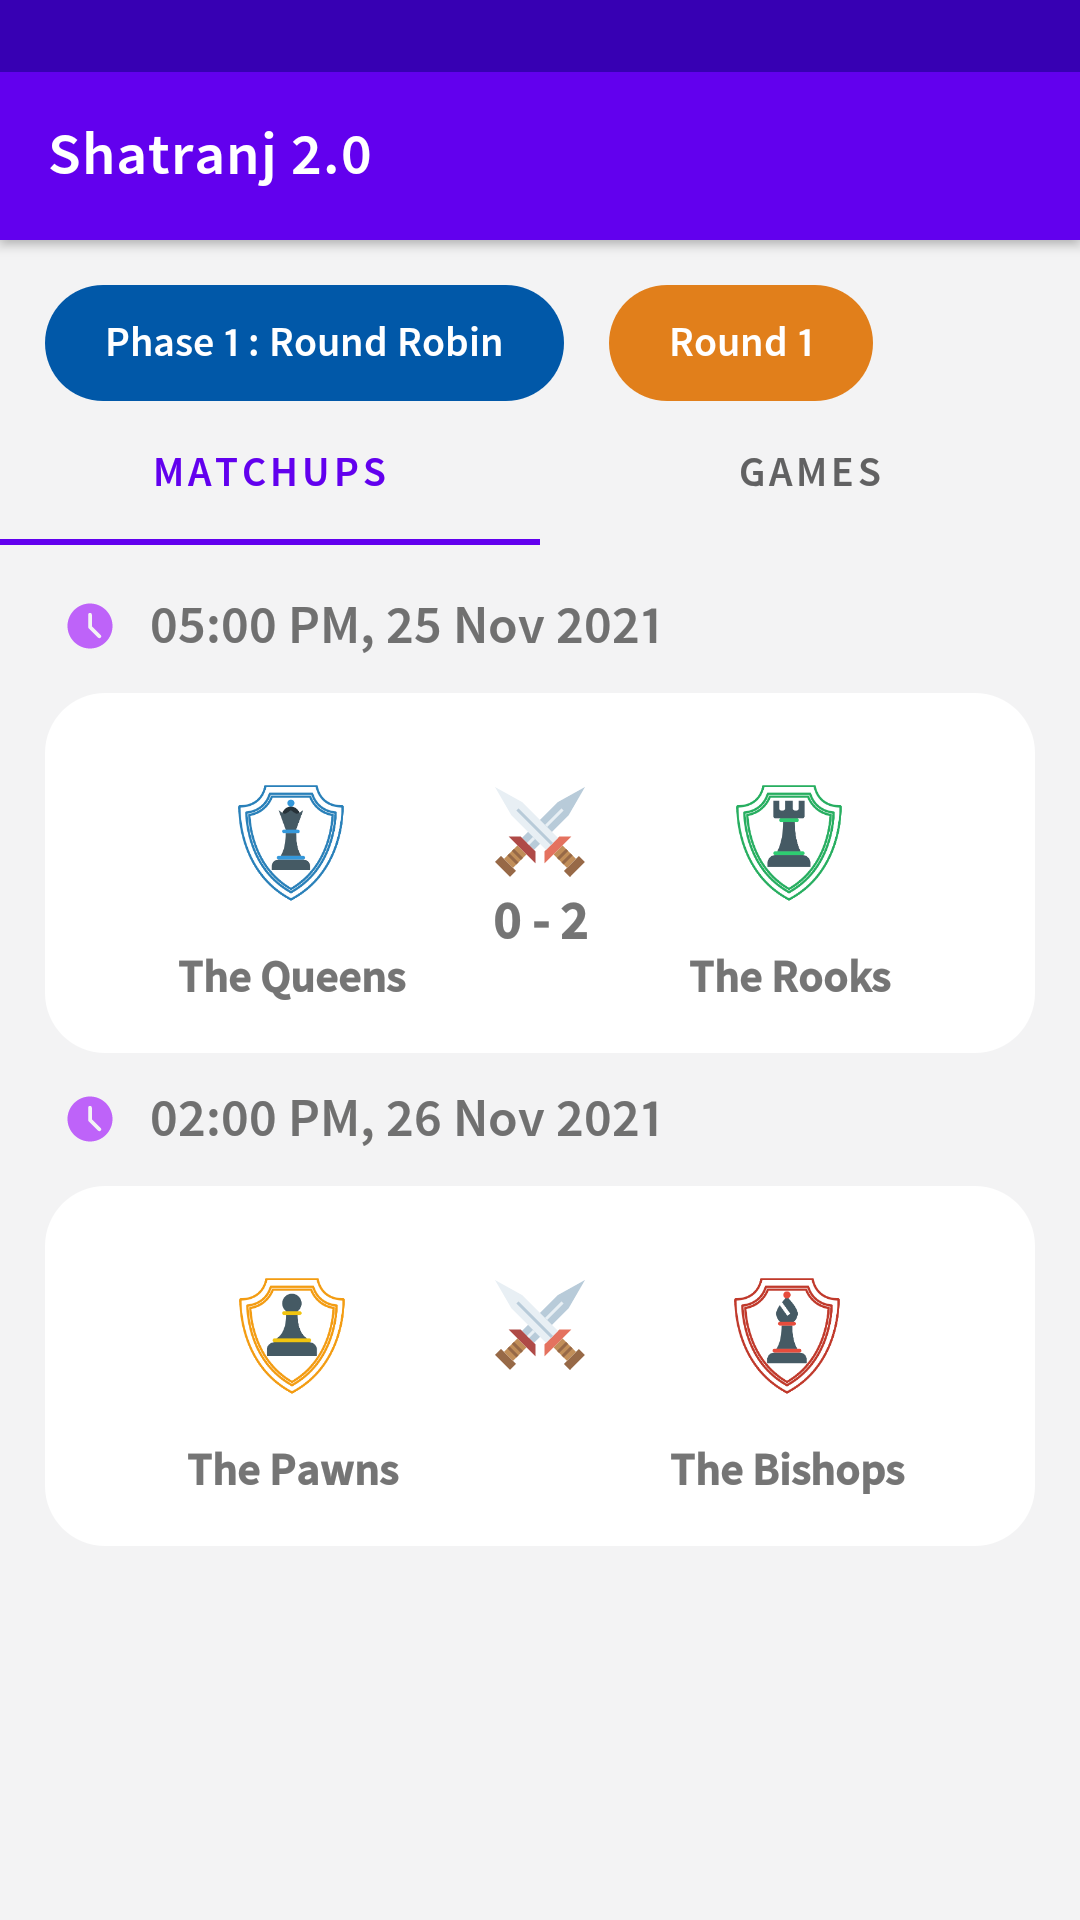 Shatranj 2.0
Phase 1 : Round Robin
Round 1
MATCHUPS
GAMES
05:00 PM, 25 Nov 2021
0 - 2
The Queens
The Rooks
02:00 PM, 26 Nov 2021
The Pawns
The Bishops